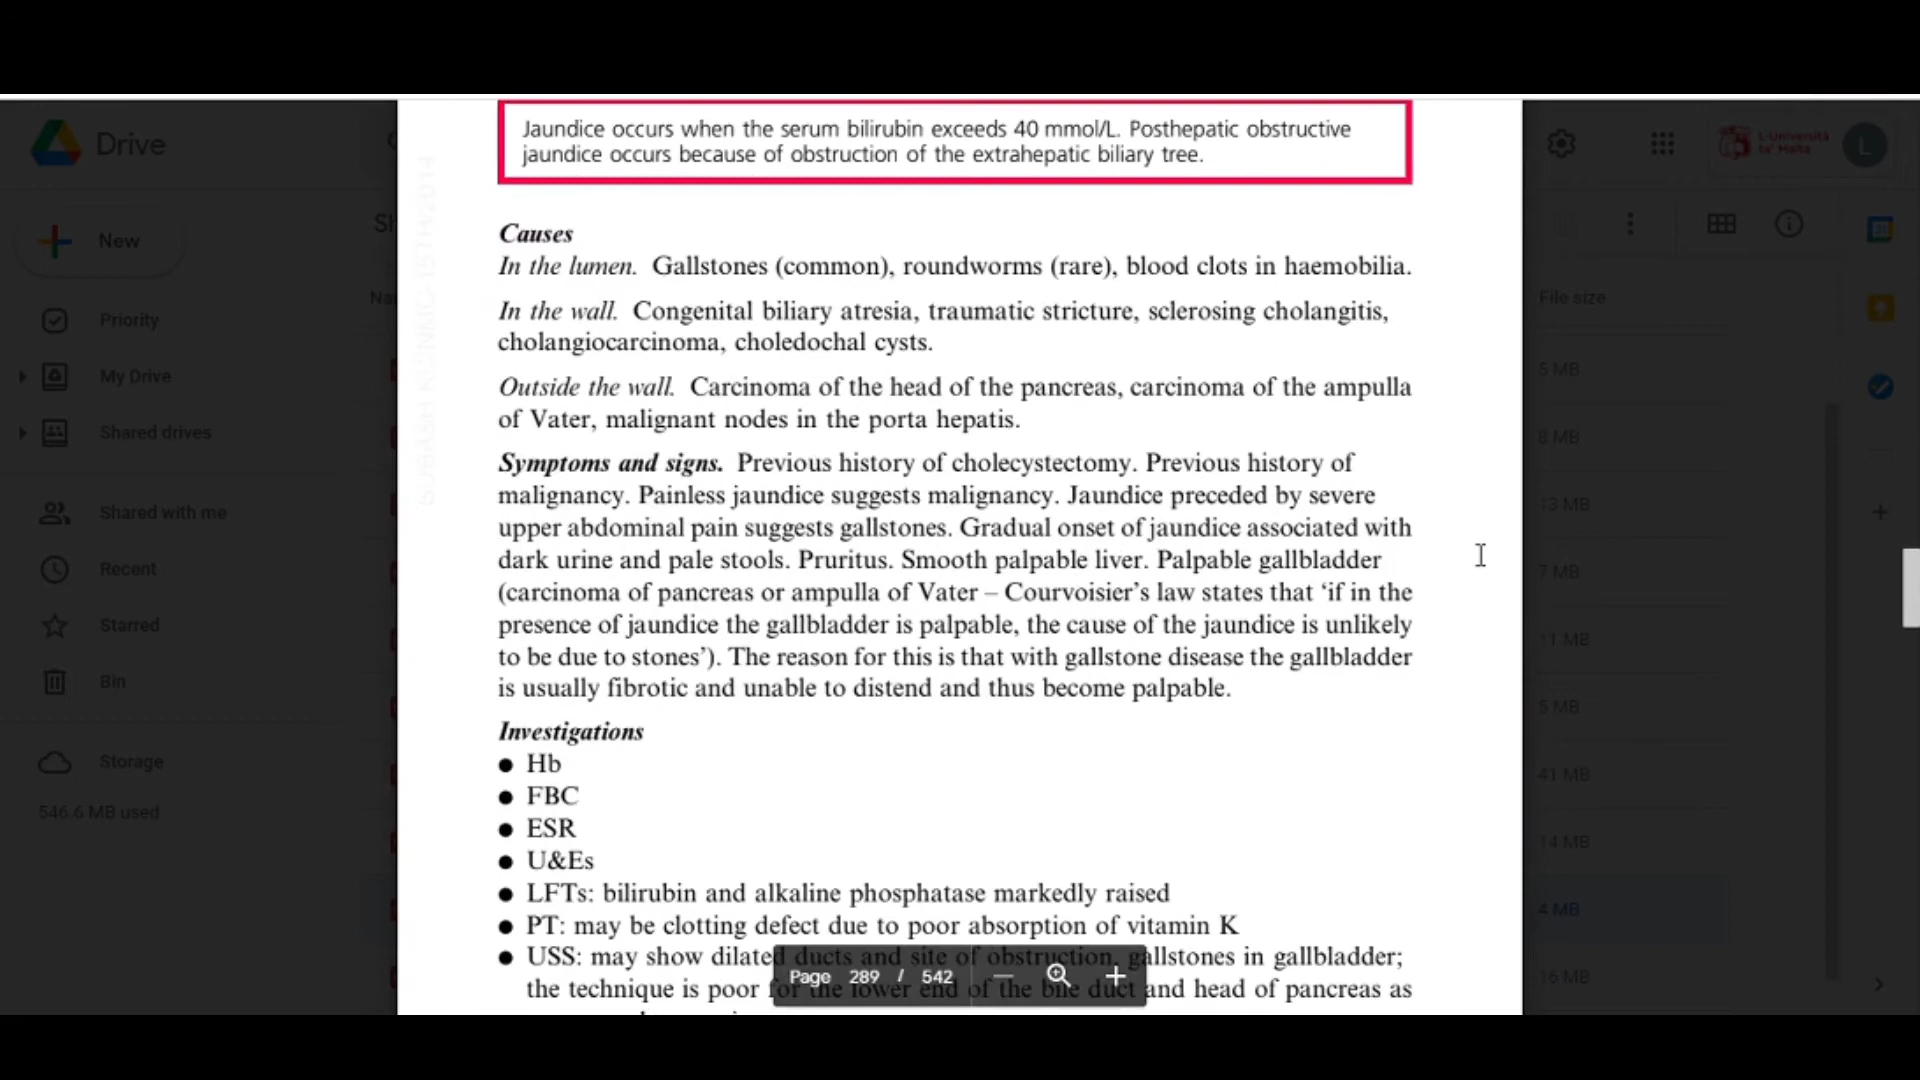 Jaundice occurs when the serum bilirubin exceeds 40 mmol/L. Posthepatic obstructive
jaundice occurs because of obstruction of the extrahepatic biliary tree.
Drive
L-Università
ta' Malta
L
New
Priority
My Drive
Shared drives
Shared with me
Recent
Starred
Bin
Storage
546.6 MB used
Causes
In the lumen. Gallstones (common), roundworms (rare), blood clots in haemobilia.
In the wall. Congenital biliary atresia, traumatic stricture, sclerosing cholangitis,
cholangiocarcinoma, choledochal cysts.
Outside the wall. Carcinoma of the head of the pancreas, carcinoma of the ampulla
of Vater, malignant nodes in the porta hepatis.
Symptoms and signs. Previous history of cholecystectomy. Previous history of
malignancy. Painless jaundice suggests malignancy. Jaundice preceded by severe
upper abdominal pain suggests gallstones. Gradual onset of jaundice associated with
dark urine and pale stools. Pruritus. Smooth palpable liver. Palpable gallbladder
(carcinoma of pancreas or ampulla of Vater – Courvoisier’s law states that ‘if in the
presence of jaundice the gallbladder is palpable, the cause of the jaundice is unlikely
to be due to stones’). The reason for this is that with gallstone disease the gallbladder
is usually fibrotic and unable to distend and thus become palpable.
Investigations
● Hb
● FBC
● ESR
● U&Es
● LFTs: bilirubin and alkaline phosphatase markedly raised
● PT: may be clotting defect due to poor absorption of vitamin K
● USS: may show dilated ducts and site of obstruction, gallstones in gallbladder;
the technique is poor for the lower end of the bile duct and head of pancreas as
Page 289 / 542
File size
5 MB
8 MB
13 MB
7 MB
11 MB
5 MB
41 MB
14 MB
4 MB
16 MB